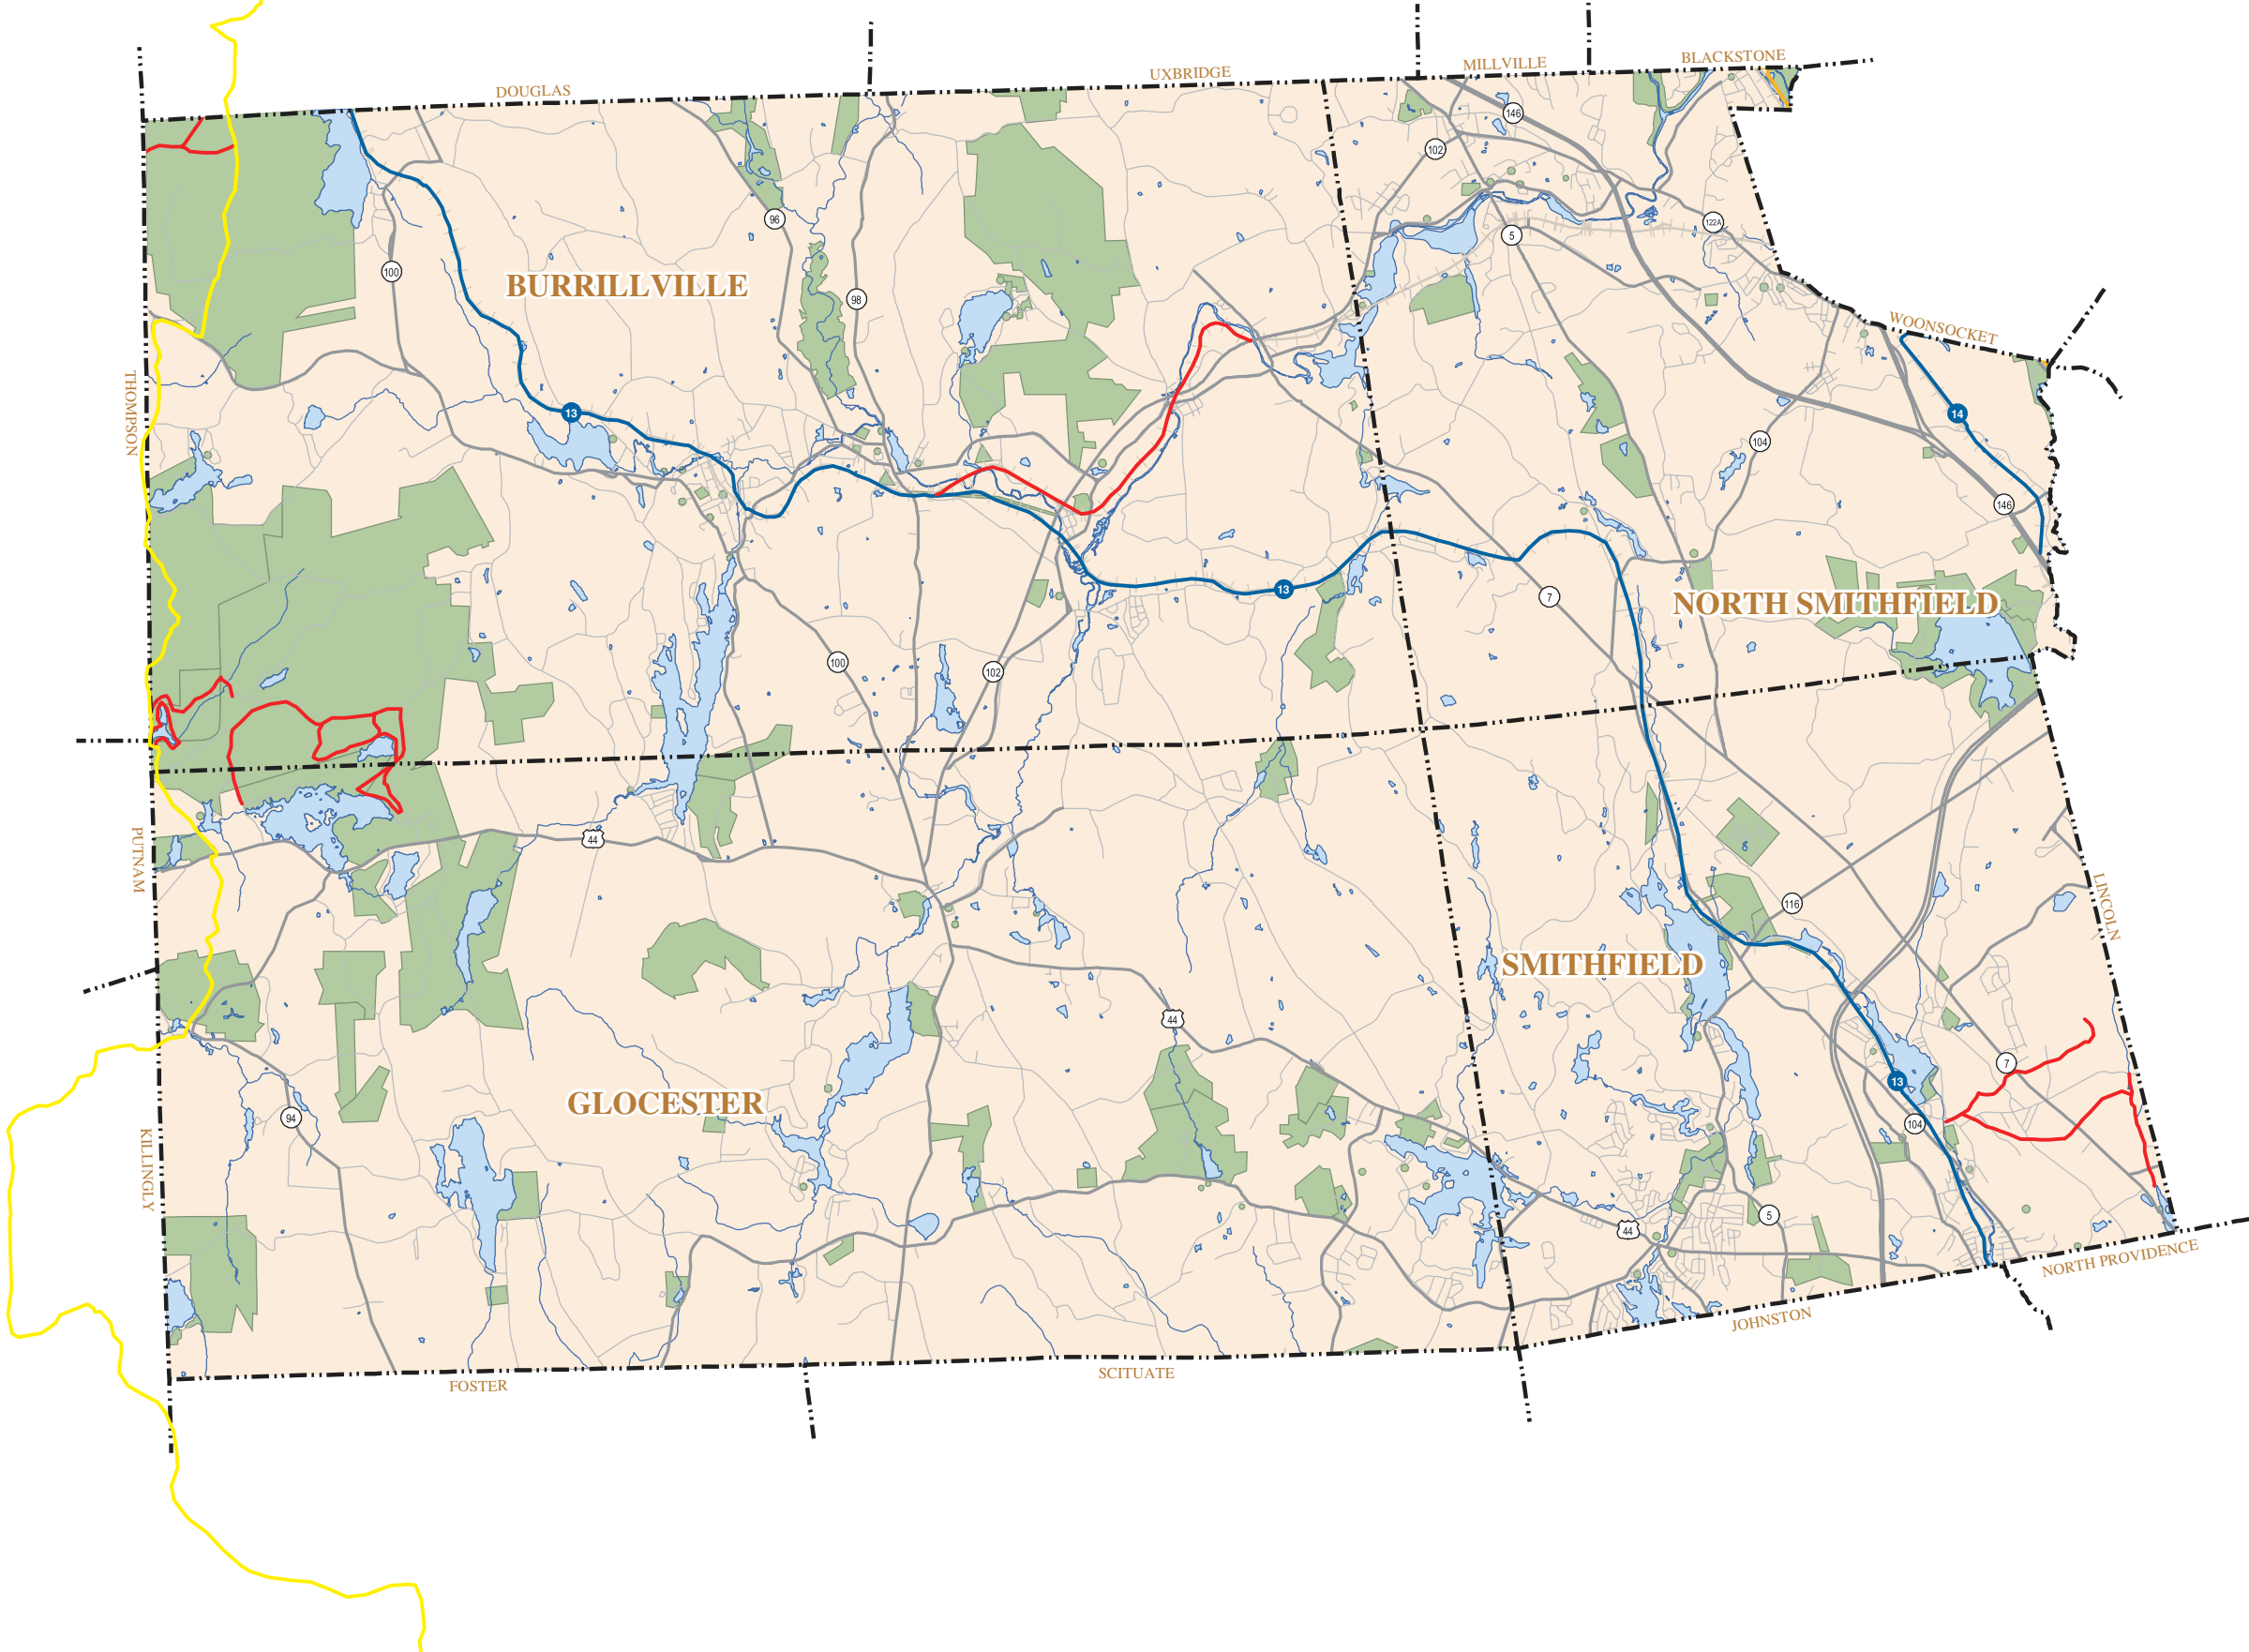 BLACKSTONE
MILLVILLE
UXBRIDGE
DOUGLAS
146
102
96
122A
5
100
BURRILLVILLE
98
WOONSOCKET
THOMPSON
13
14
104
146
13
7
NORTH SMITHFIELD
100
102
44
PUTNAM
116
LINCOLN
SMITHFIELD
44
7
13
GLOCESTER
94
104
KILLINGLY
5
44
NORTH PROVIDENCE
JOHNSTON
SCITUATE
FOSTER